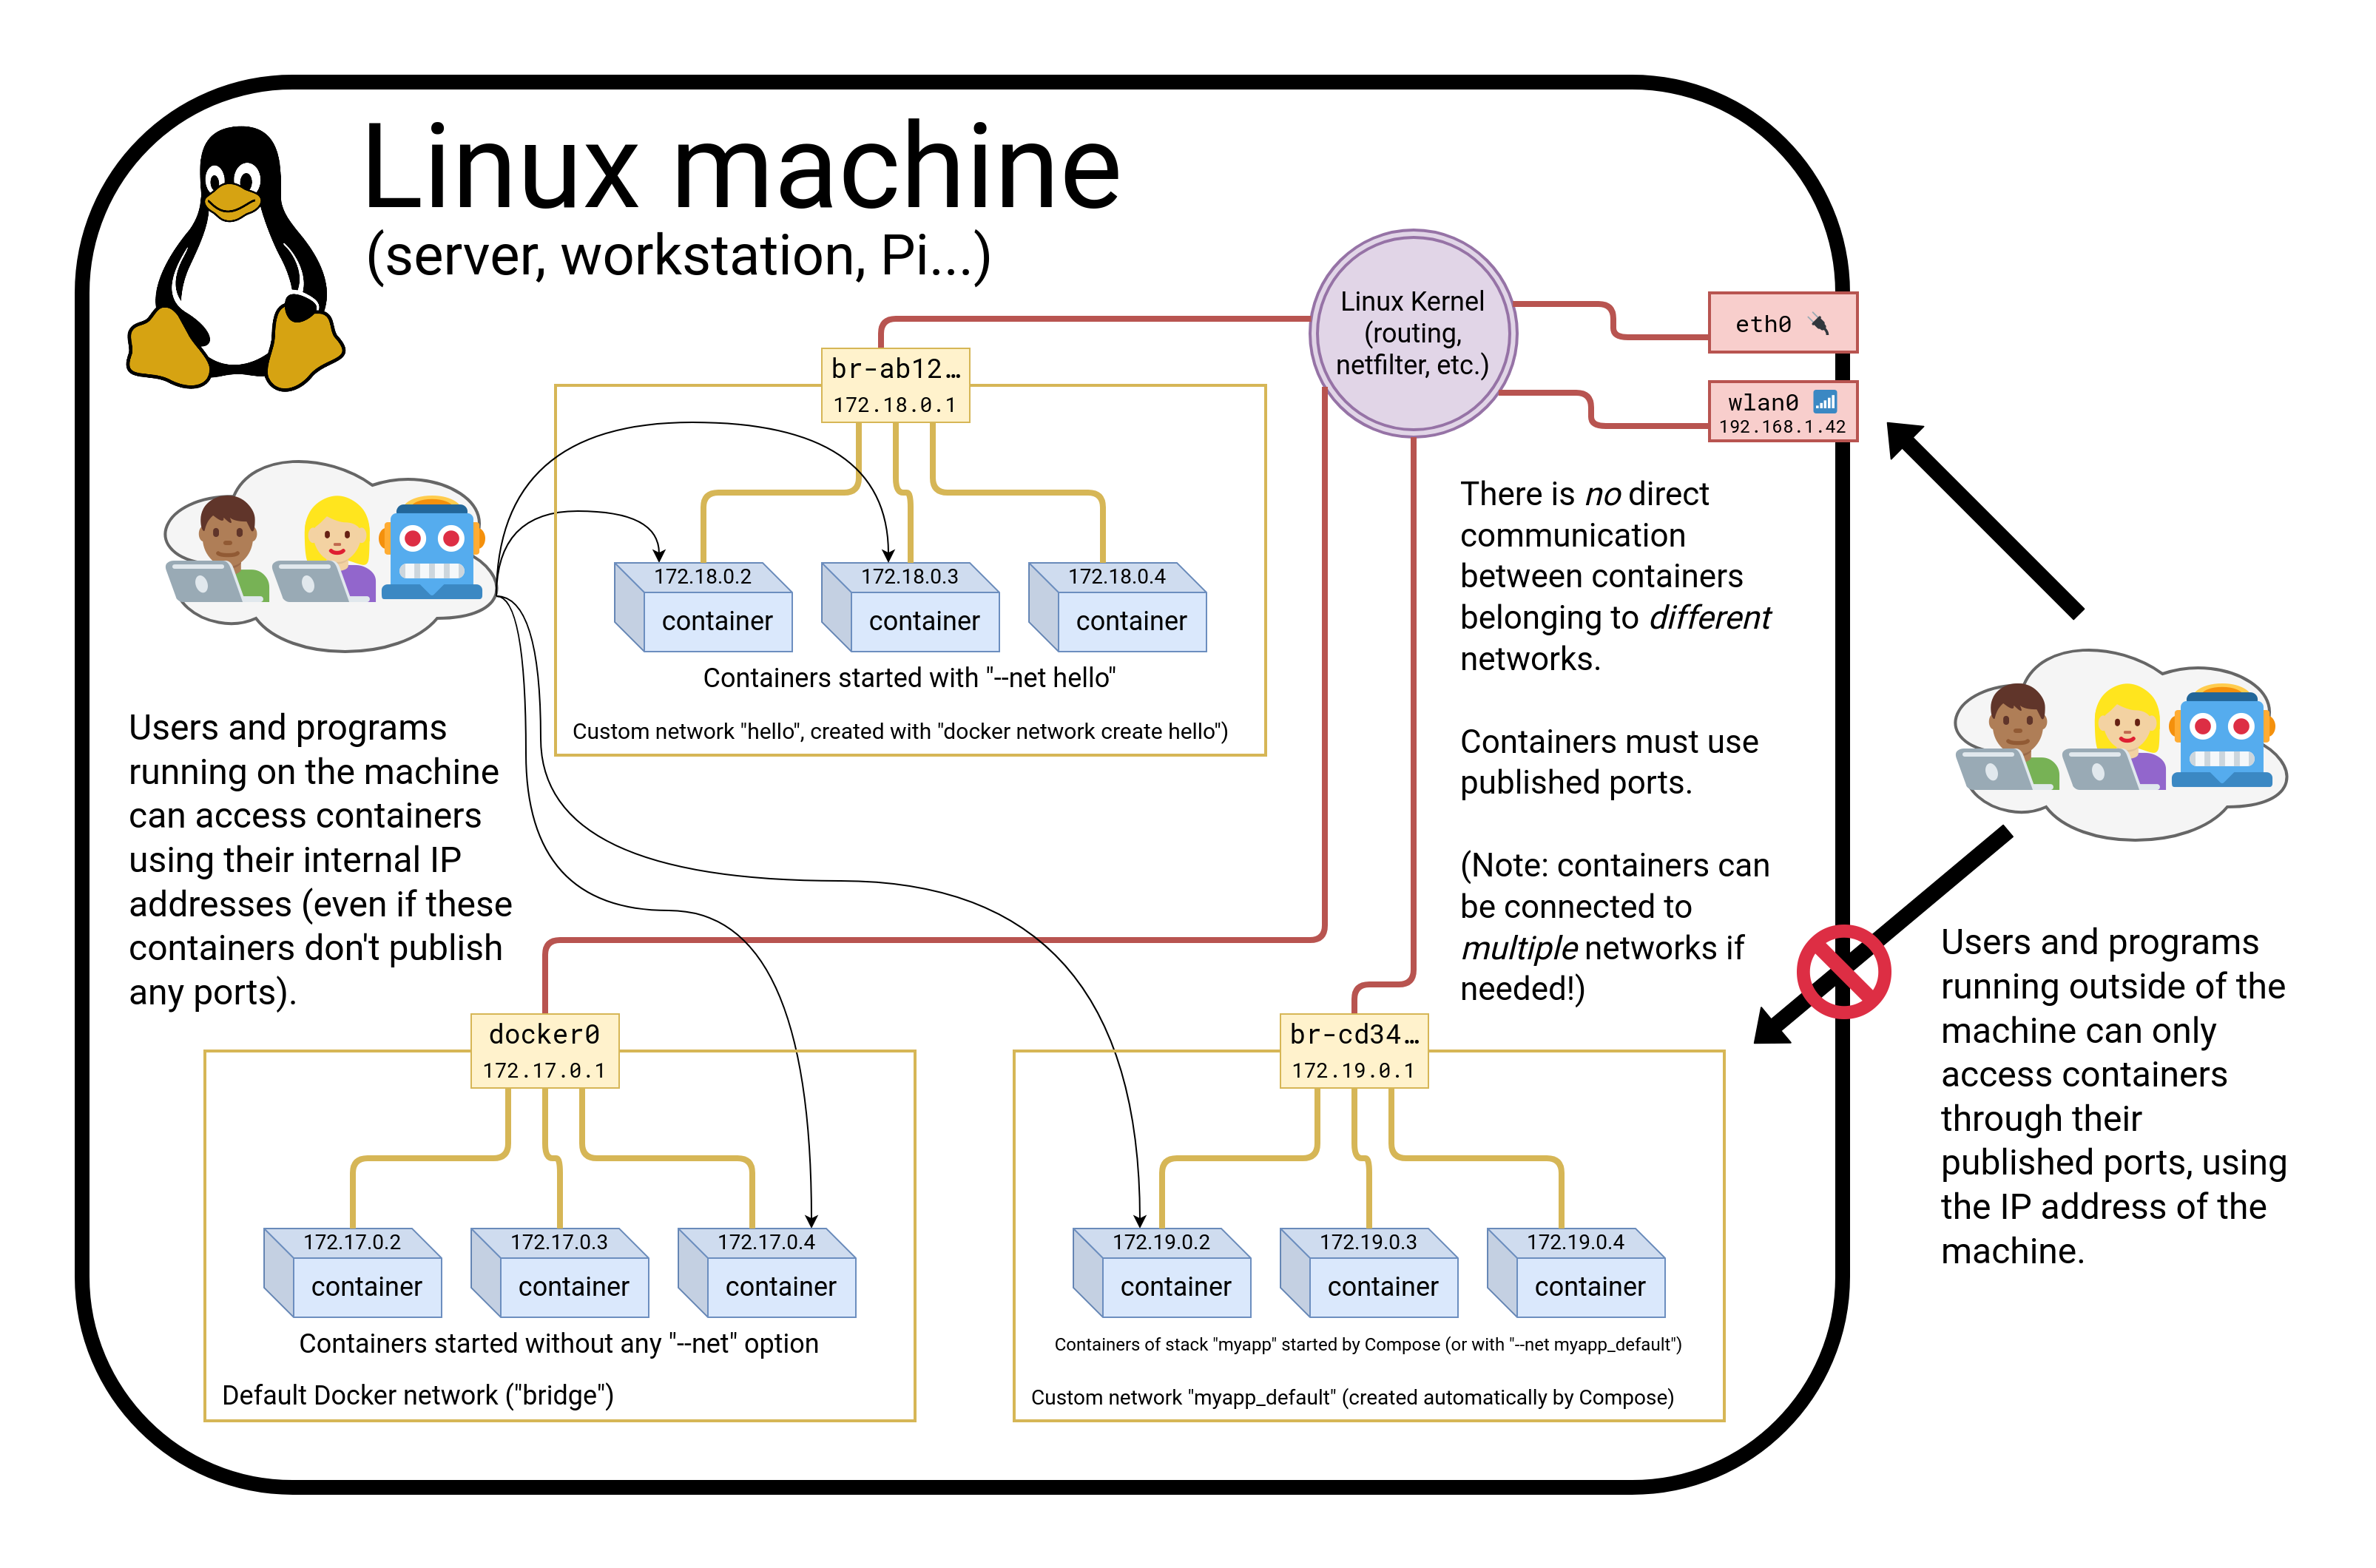 Linux machine
(server, workstation, Pi...)
Linux Kernel
(routing,
netfilter, etc.)
eth0
wlan0
192.168.1.42
br-ab12…
172.18.0.1
172.18.0.2
container
172.18.0.3
container
172.18.0.4
container
Containers started with "--net hello"
Custom network "hello", created with "docker network create hello")
Users and programs
running on the machine
can access containers
using their internal IP
addresses (even if these
containers don't publish
any ports).
There is no direct
communication
between containers
belonging to different
networks.
Containers must use
published ports.
(Note: containers can
be connected to
multiple networks if
needed!)
Users and programs
running outside of the
machine can only
access containers
through their
published ports, using
the IP address of the
machine.
docker0
172.17.0.1
172.17.0.2
container
172.17.0.3
container
172.17.0.4
container
Containers started without any "--net" option
Default Docker network ("bridge")
br-cd34…
172.19.0.1
172.19.0.2
container
172.19.0.3
container
172.19.0.4
container
Containers of stack "myapp" started by Compose (or with "--net myapp_default")
Custom network "myapp_default" (created automatically by Compose)